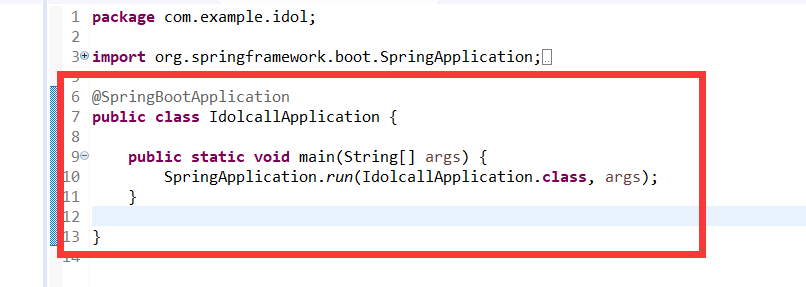 1 package com.example.idol;
2
3 import org.springframework.boot.SpringApplication;
5
6 @SpringBootApplication
7 public class IdolcallApplication {
8
9 public static void main(String[] args) {
10 SpringApplication.run(IdolcallApplication.class, args);
11 }
12
13 }
14